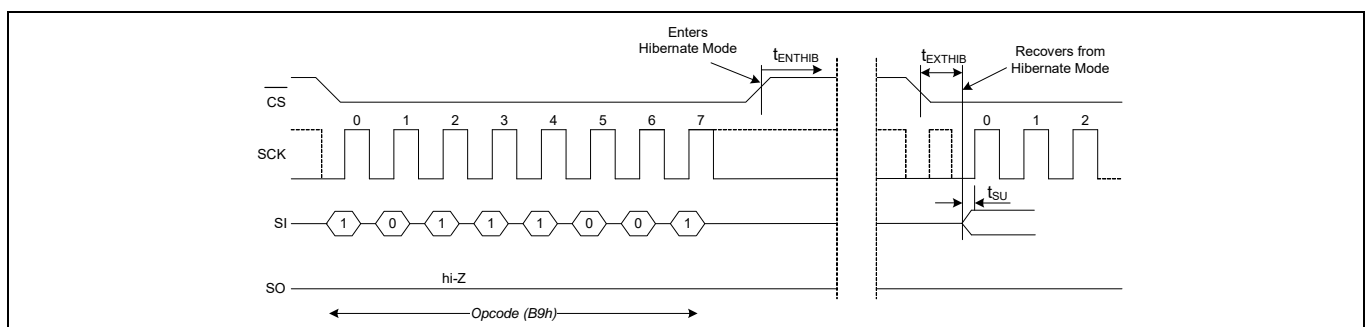 Enters
Hibernate Mode
tENTHIB
tEXTHIB
Recovers from
Hibernate Mode
CS
0 1 2 3 4 5 6 7 0 1 2
SCK
tSU
SI 1 0 1 1 1 0 0 1
hi-Z
SO
Opcode (B9h)